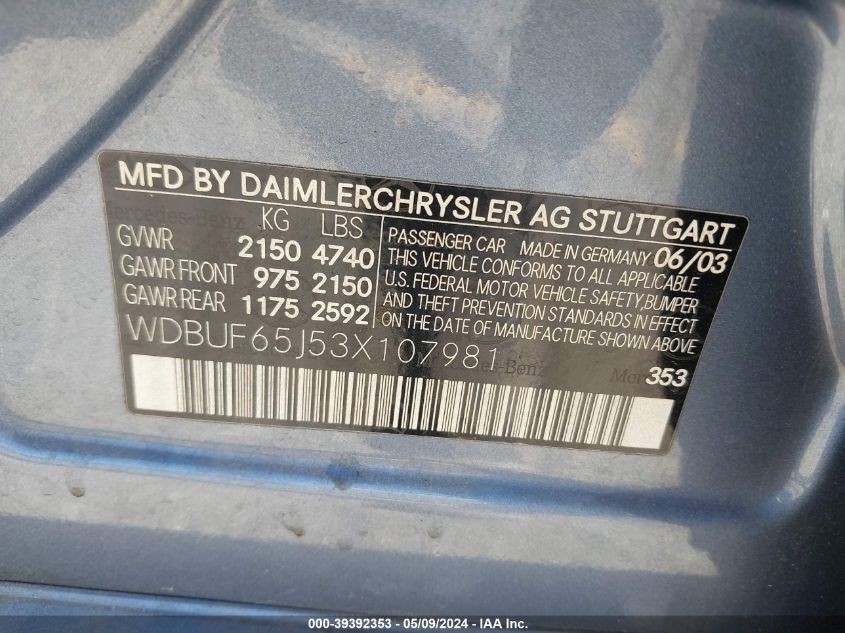 MFD BY DAIMLERCHRYSLER AG STUTTGART
Mercedes-Benz
KG LBS
GVWR 2150 4740
GAWR FRONT 975 2150
GAWR REAR 1175 2592
PASSENGER CAR MADE IN GERMANY 06/03
THIS VEHICLE CONFORMS TO ALL APPLICABLE
U.S. FEDERAL MOTOR VEHICLE SAFETY, BUMPER
AND THEFT PREVENTION STANDARDS IN EFFECT
ON THE DATE OF MANUFACTURE SHOWN ABOVE
WDBUF65J53X107981
353
000-39392353 / 05/09/2024 - IAA Inc.